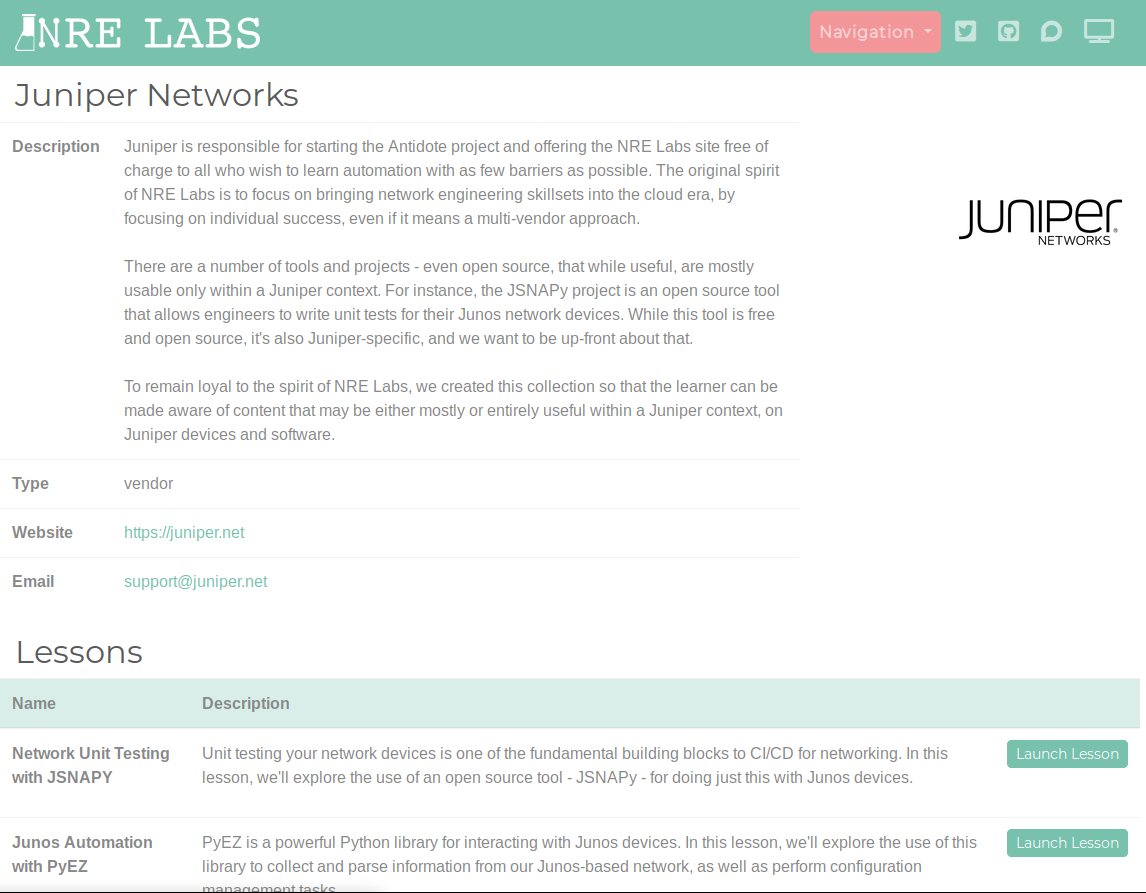 NRE LABS
Navigation
Juniper Networks
Description
Juniper is responsible for starting the Antidote project and offering the NRE Labs site free of
charge to all who wish to learn automation with as few barriers as possible. The original spirit
of NRE Labs is to focus on bringing network engineering skillsets into the cloud era, by
focusing on individual success, even if it means a multi-vendor approach.
There are a number of tools and projects - even open source, that while useful, are mostly
usable only within a Juniper context. For instance, the JSNAPy project is an open source tool
that allows engineers to write unit tests for their Junos network devices. While this tool is free
and open source, it's also Juniper-specific, and we want to be up-front about that.
To remain loyal to the spirit of NRE Labs, we created this collection so that the learner can be
made aware of content that may be either mostly or entirely useful within a Juniper context, on
Juniper devices and software.
JUNIPEr
NETWORKS
Type
vendor
Website
https://juniper.net
Email
support@juniper.net
Lessons
Name Description
Network Unit Testing
with JSNAPY
Unit testing your network devices is one of the fundamental building blocks to CI/CD for networking. In this
lesson, we'll explore the use of an open source tool - JSNAPy - for doing just this with Junos devices.
Launch Lesson
Junos Automation
with PyEZ
PyEZ is a powerful Python library for interacting with Junos devices. In this lesson, we'll explore the use of this
library to collect and parse information from our Junos-based network, as well as perform configuration
management tasks.
Launch Lesson